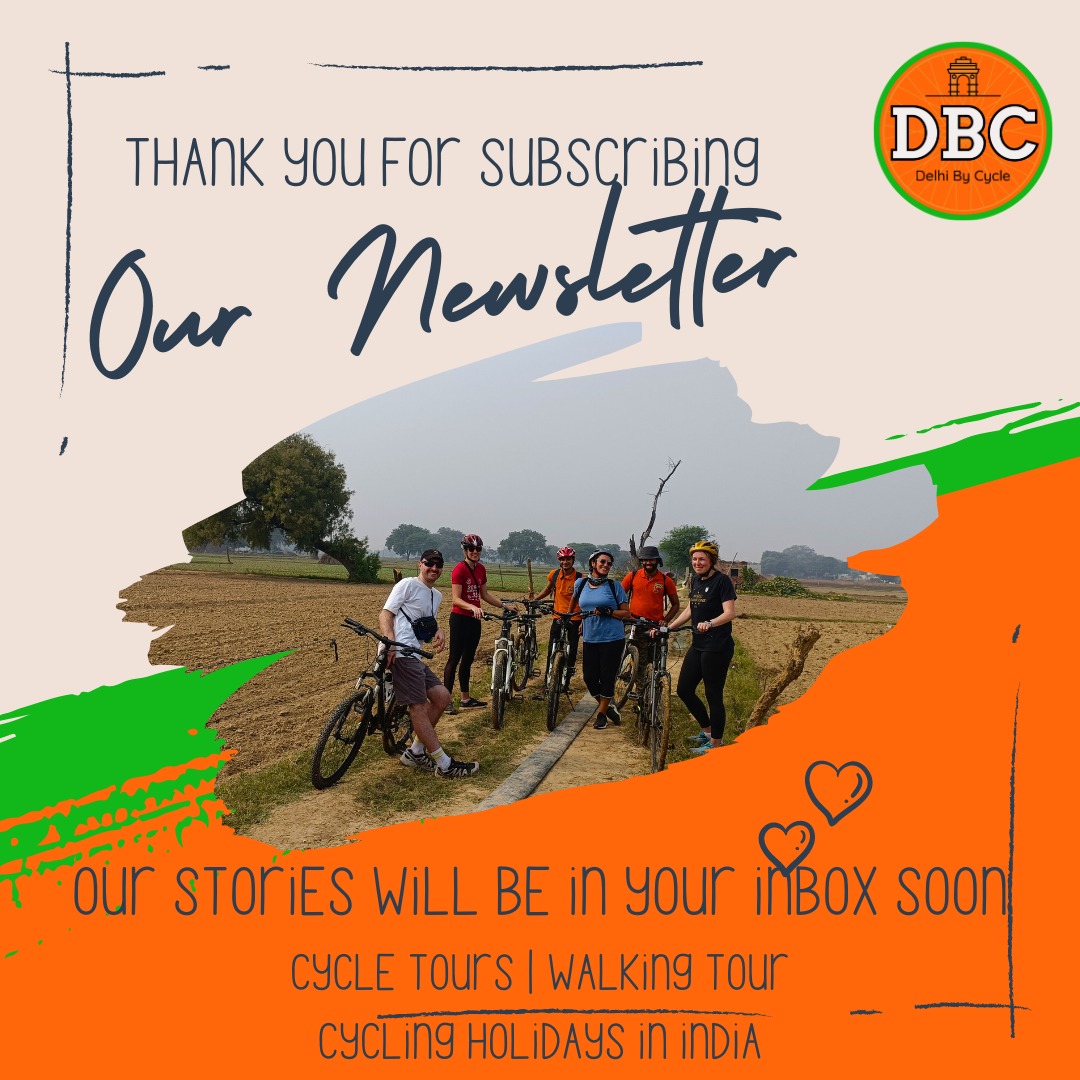 THANK YOU FOR SUBSCRIBING
Our Newsletter
DBC
Delhi By Cycle
OUR STORIES WILL BE IN YOUR INBOX SOON
CYCLE TOURS | WALKING TOUR
CYCLING HOLIDAYS IN INDIA